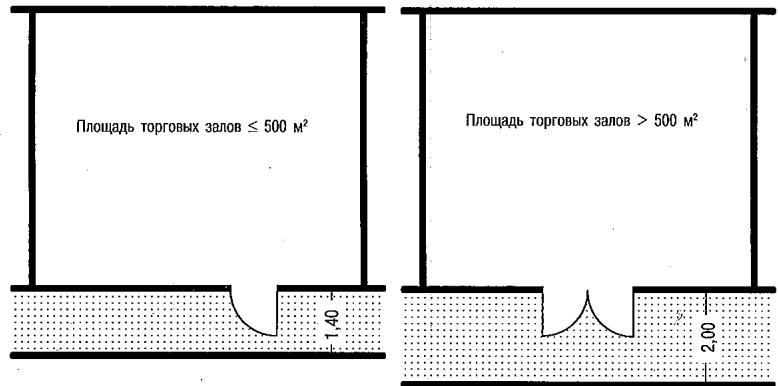 Площадь торговых залов ≤ 500 м²
Площадь торговых залов > 500 м²
1,40
2,00